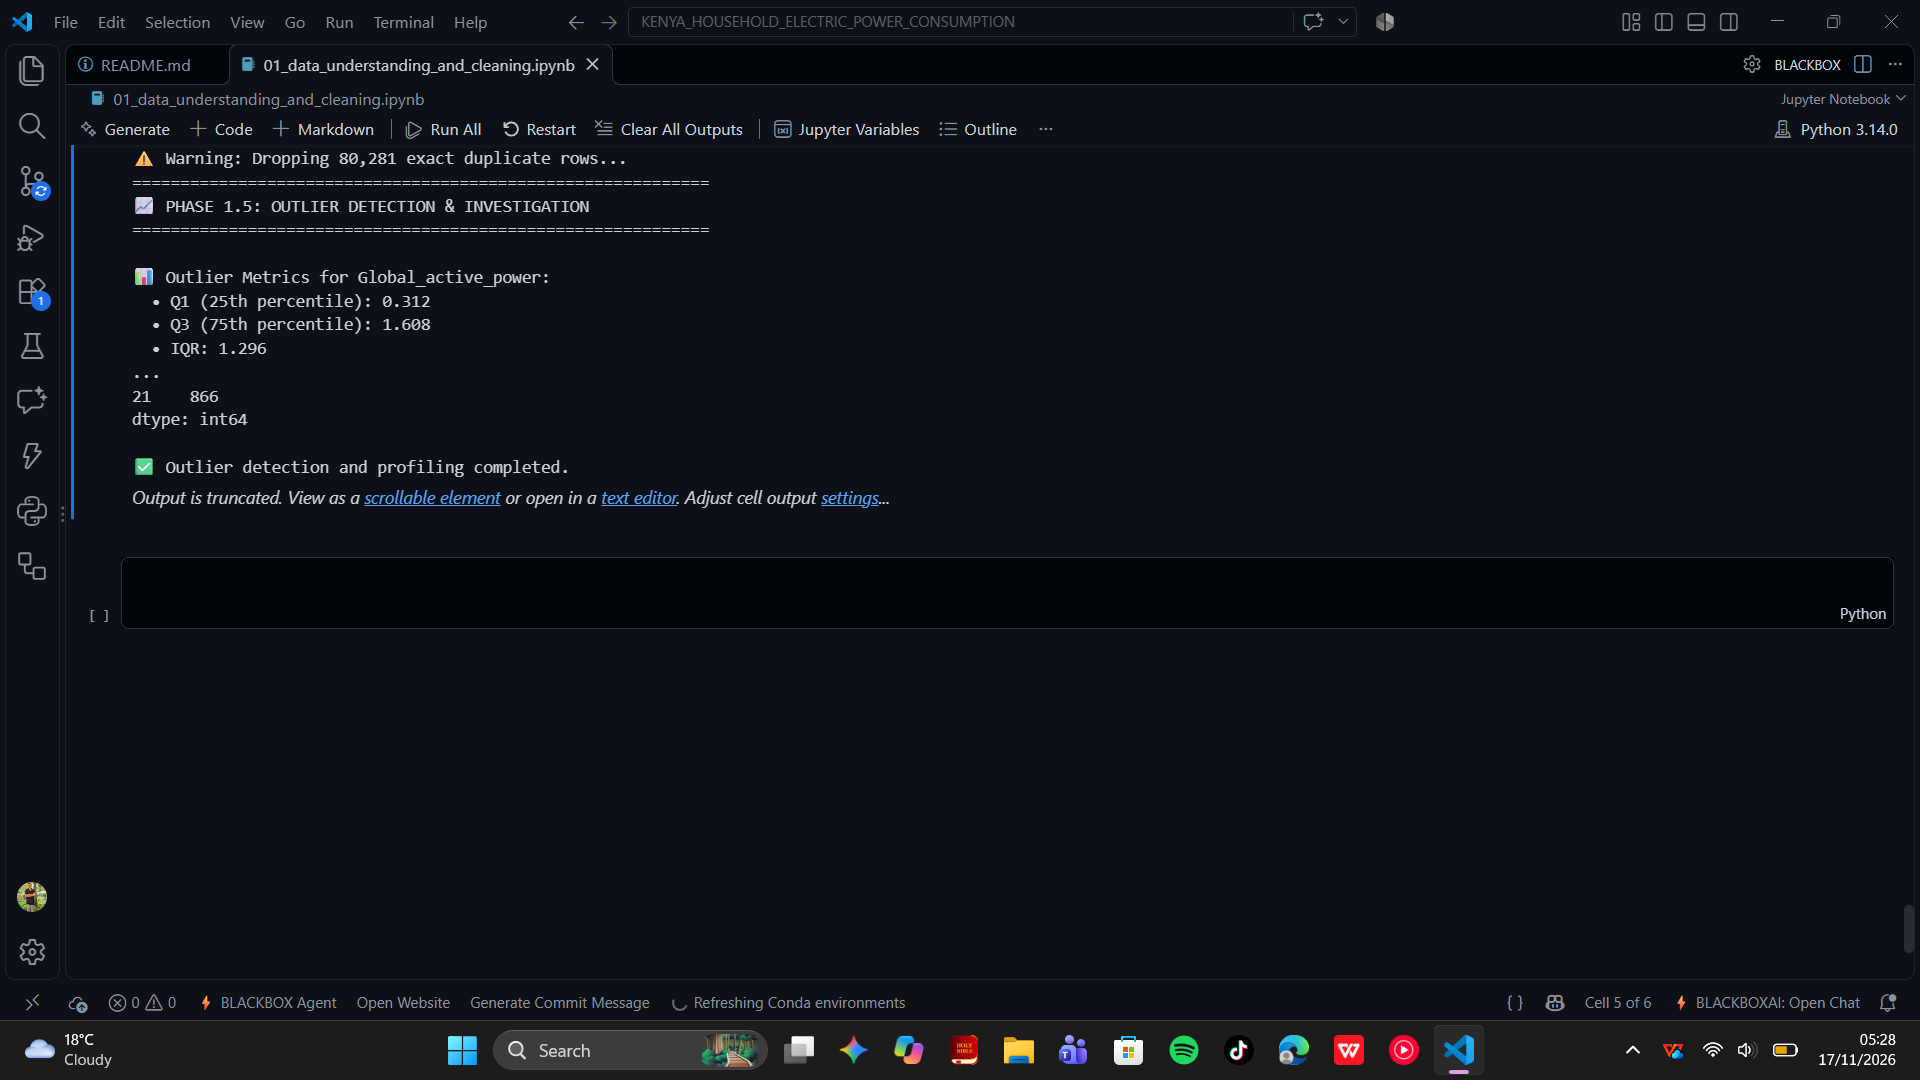 File Edit Selection View Go Run Terminal Help
KENYA_HOUSEHOLD_ELECTRIC_POWER_CONSUMPTION
README.md
01_data_understanding_and_cleaning.ipynb
BLACKBOX
01_data_understanding_and_cleaning.ipynb
Jupyter Notebook
Generate Code Markdown Run All Restart Clear All Outputs Jupyter Variables Outline ...
Python 3.14.0
Warning: Dropping 80,281 exact duplicate rows...
============================================================
PHASE 1.5: OUTLIER DETECTION & INVESTIGATION
============================================================
Outlier Metrics for Global_active_power:
• Q1 (25th percentile): 0.312
• Q3 (75th percentile): 1.608
• IQR: 1.296
...
21 866
dtype: int64
Outlier detection and profiling completed.
Output is truncated. View as a scrollable element or open in a text editor. Adjust cell output settings...
1
[ ]
Python
0 0 BLACKBOX Agent Open Website Generate Commit Message Refreshing Conda environments
{ } Cell 5 of 6 BLACKBOXAI: Open Chat
18°C
Cloudy
Search
HOLY BIBLE
05:28
17/11/2026